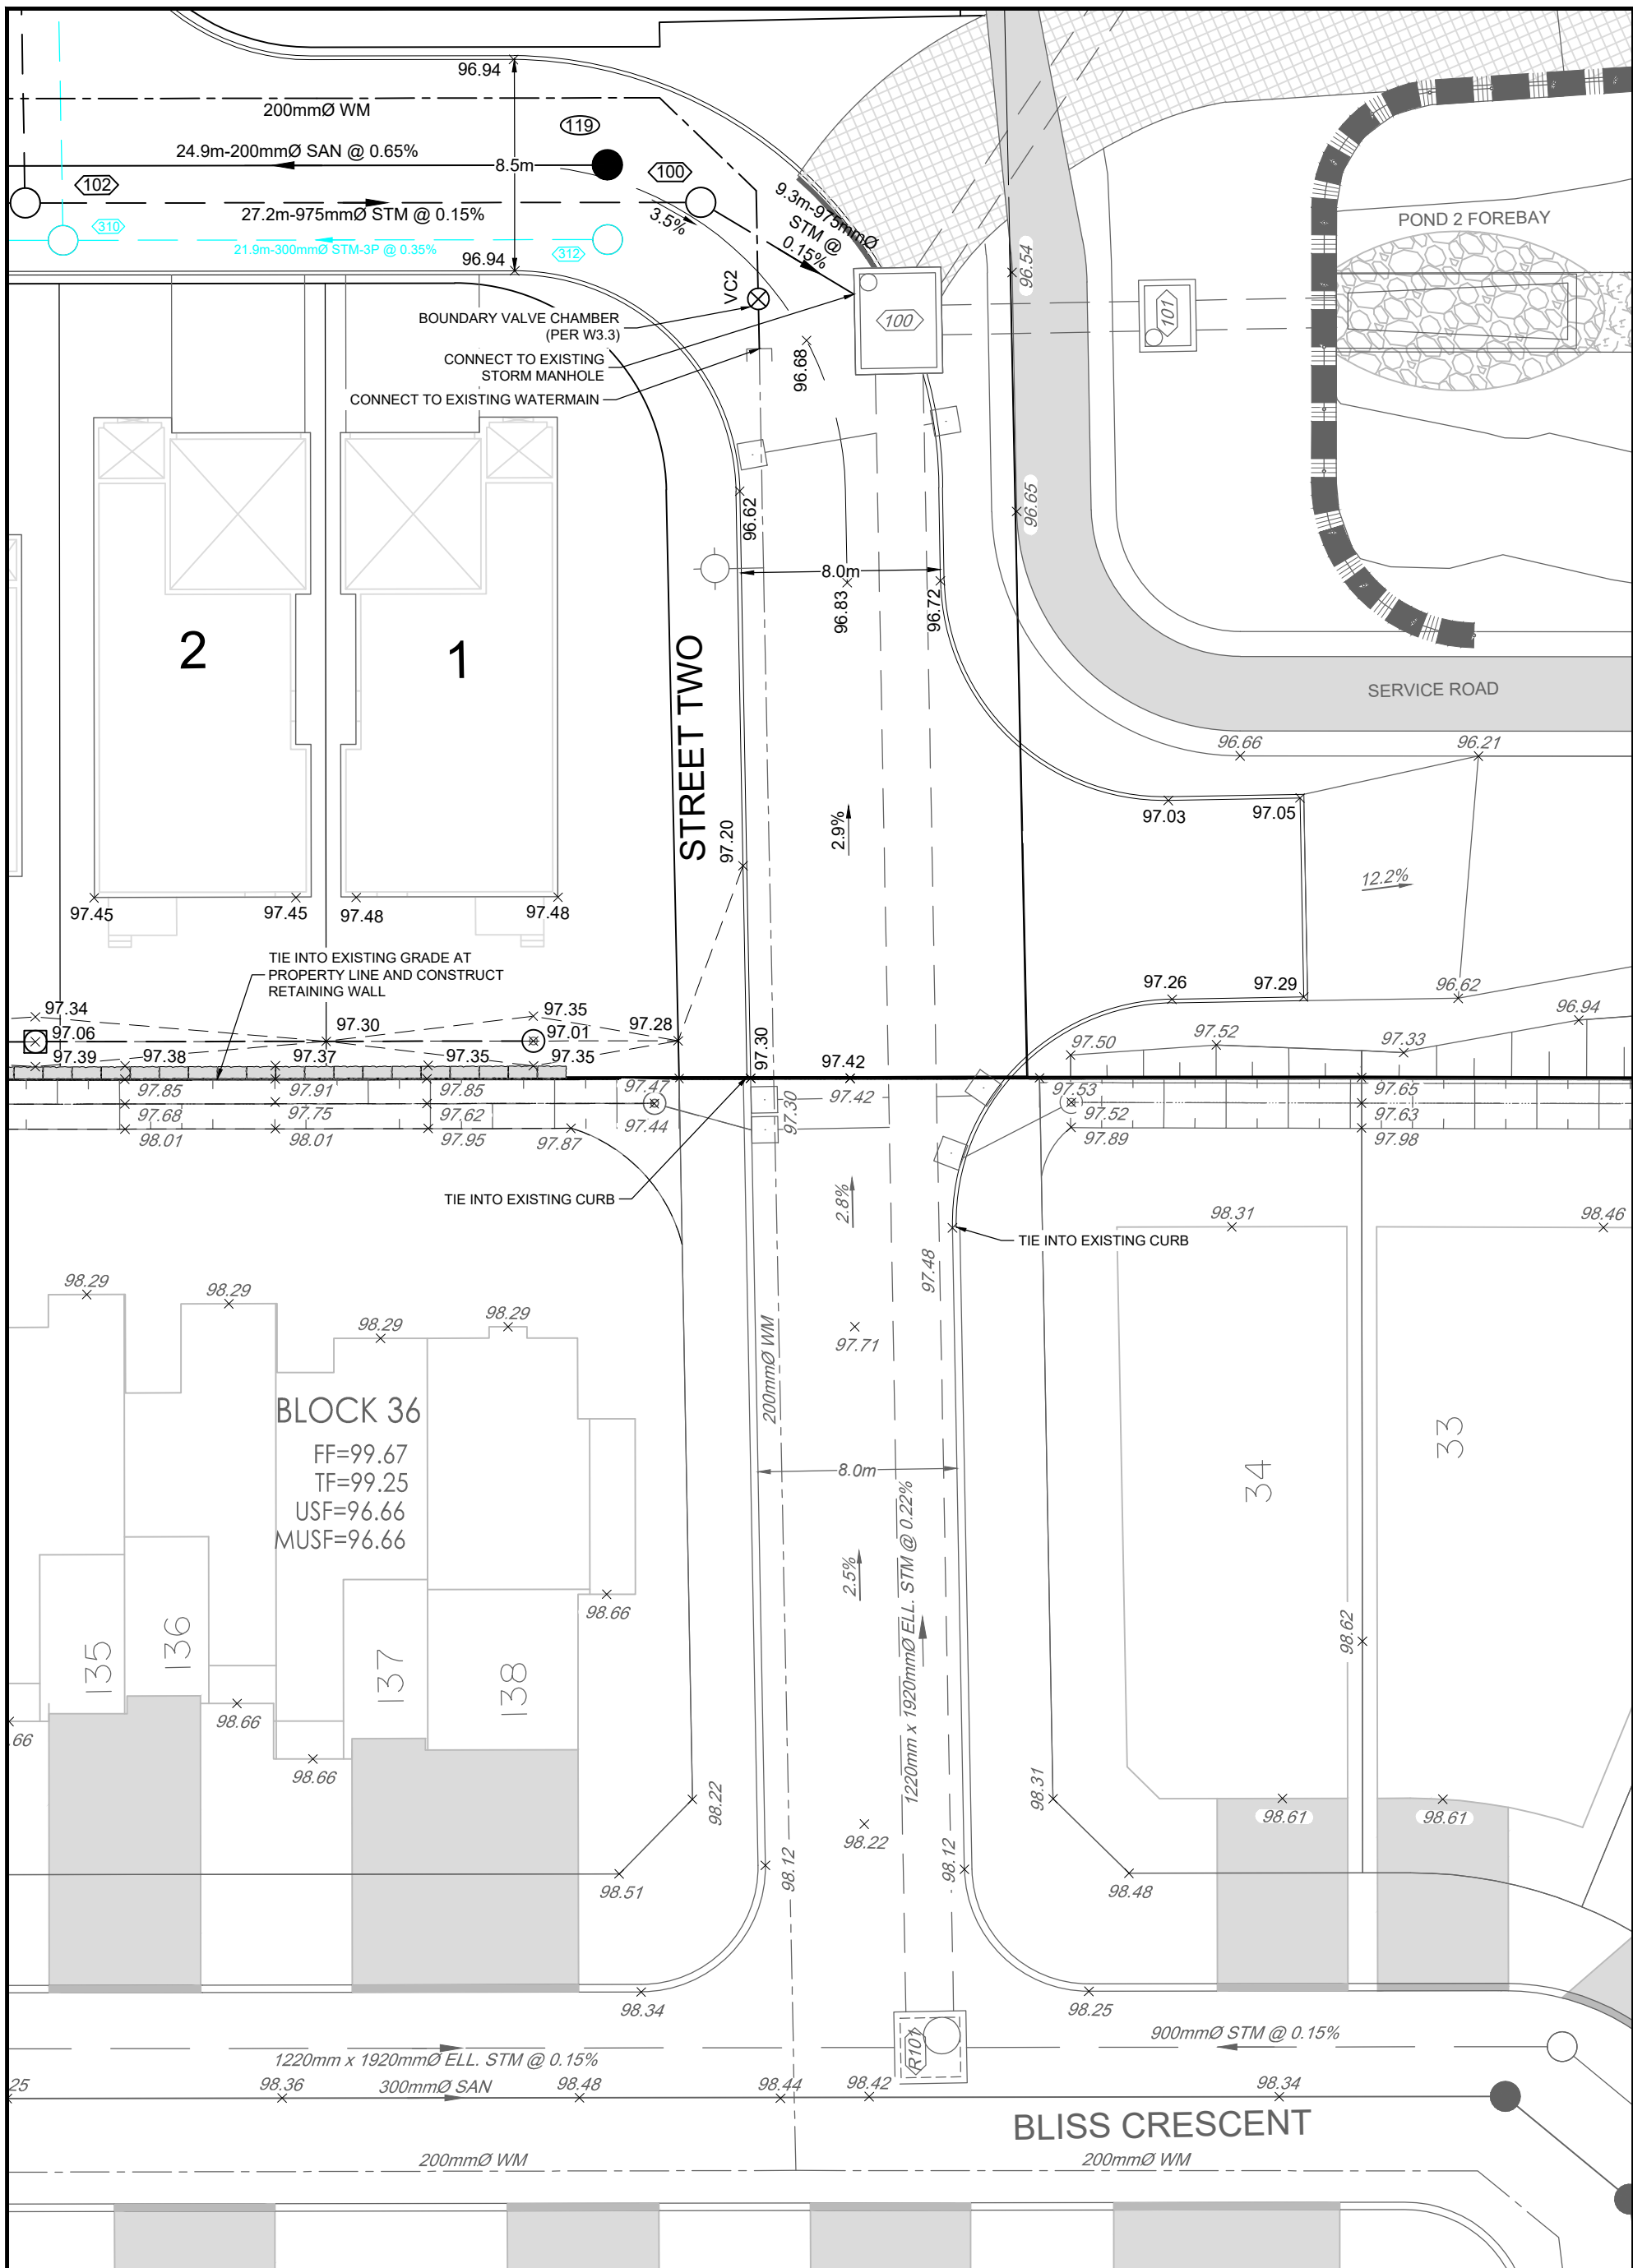 96.94
200mmØ WM
119
24.9m-200mmØ SAN @ 0.65%
8.5m
102
100
27.2m-975mmØ STM @ 0.15%
3.5%
9.3m-975mmØ
STM @
0.15%
310
21.9m-300mmØ STM-3P @ 0.35%
312
96.94
POND 2 FOREBAY
96.54
VC2
BOUNDARY VALVE CHAMBER
(PER W3.3)
100
101
CONNECT TO EXISTING
STORM MANHOLE
96.68
CONNECT TO EXISTING WATERMAIN
96.62
96.65
8.0m
96.83
96.72
2
1
STREET TWO
SERVICE ROAD
96.66
96.21
97.20
2.9%
97.03
97.05
12.2%
97.45
97.45
97.48
97.48
TIE INTO EXISTING GRADE AT
PROPERTY LINE AND CONSTRUCT
RETAINING WALL
97.26
97.29
96.62
96.94
97.34
97.06
97.30
97.35
97.01
97.28
97.30
97.50
97.52
97.33
97.39
97.38
97.37
97.35
97.35
97.42
97.85
97.91
97.85
97.47
97.30
97.42
97.53
97.65
97.68
97.75
97.62
97.44
97.52
97.63
98.01
98.01
97.95
97.87
97.89
97.98
TIE INTO EXISTING CURB
2.8%
TIE INTO EXISTING CURB
98.31
98.46
97.48
98.29
98.29
98.29
98.29
97.71
200mmØ WM
BLOCK 36
FF=99.67
TF=99.25
USF=96.66
MUSF=96.66
8.0m
34
33
1220mm x 1920mmØ ELL. STM @ 0.22%
2.5%
98.66
98.62
135
136
137
138
98.66
.66
98.66
98.22
98.31
98.61
98.61
98.22
98.12
98.12
98.51
98.48
98.34
98.25
R101
1220mm x 1920mmØ ELL. STM @ 0.15%
900mmØ STM @ 0.15%
25
98.36
300mmØ SAN
98.48
98.44
98.42
98.34
BLISS CRESCENT
200mmØ WM
200mmØ WM